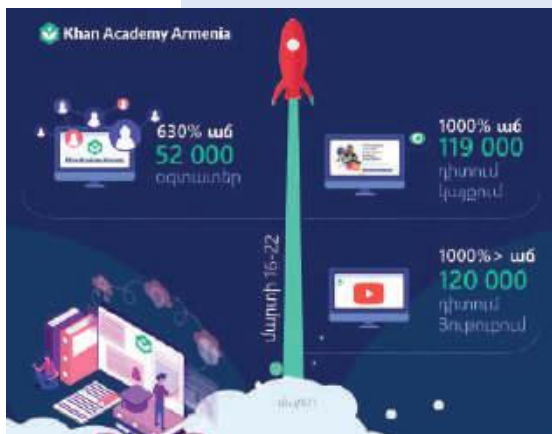 Khan Academy Armenia
630% աճ
52 000
օգտատեր
1000% աճ
119 000
դիտում
կայքում
մարտի 16-22
1000%> աճ
120 000
դիտում
Յութուբում